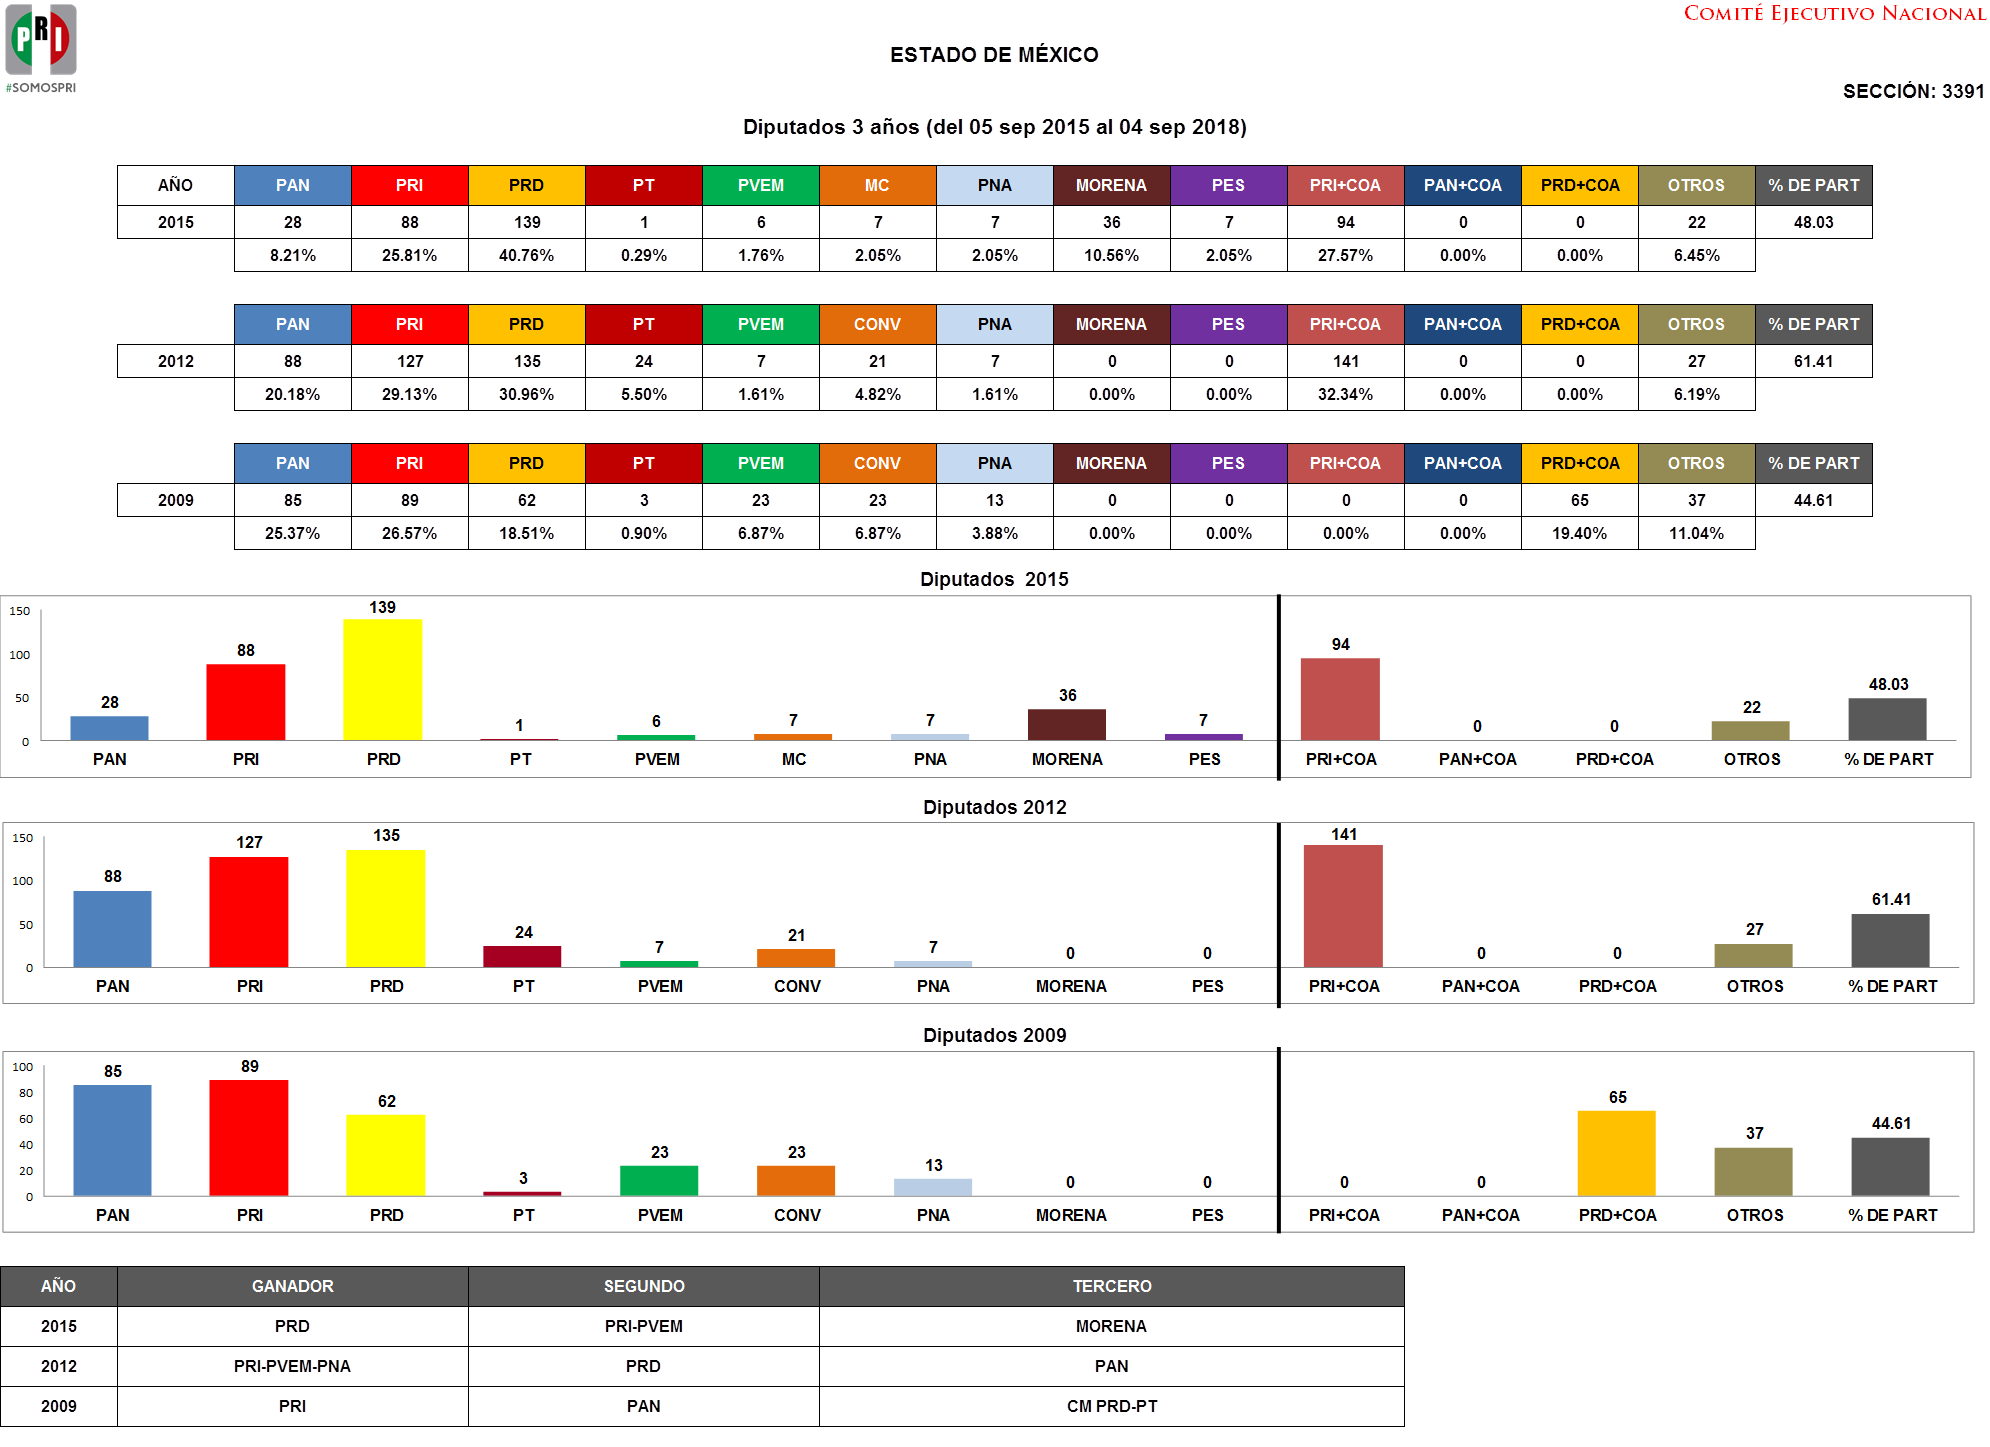 PRI
#SOMOSPRI
COMITÉ EJECUTIVO NACIONAL
ESTADO DE MÉXICO
SECCIÓN: 3391
Diputados 3 años (del 05 sep 2015 al 04 sep 2018)
AÑO PAN PRI PRD PT PVEM MC PNA MORENA PES PRI+COA PAN+COA PRD+COA OTROS % DE PART
2015 28 88 139 1 6 7 7 36 7 94 0 0 22 48.03
8.21% 25.81% 40.76% 0.29% 1.76% 2.05% 2.05% 10.56% 2.05% 27.57% 0.00% 0.00% 6.45%
PAN PRI PRD PT PVEM CONV PNA MORENA PES PRI+COA PAN+COA PRD+COA OTROS % DE PART
2012 88 127 135 24 7 21 7 0 0 141 0 0 27 61.41
20.18% 29.13% 30.96% 5.50% 1.61% 4.82% 1.61% 0.00% 0.00% 32.34% 0.00% 0.00% 6.19%
PAN PRI PRD PT PVEM CONV PNA MORENA PES PRI+COA PAN+COA PRD+COA OTROS % DE PART
2009 85 89 62 3 23 23 13 0 0 0 0 65 37 44.61
25.37% 26.57% 18.51% 0.90% 6.87% 6.87% 3.88% 0.00% 0.00% 0.00% 0.00% 19.40% 11.04%
Diputados 2015
150
100
50
0
28 88 139 1 6 7 7 36 7 94 0 0 22 48.03
PAN PRI PRD PT PVEM MC PNA MORENA PES PRI+COA PAN+COA PRD+COA OTROS % DE PART
Diputados 2012
150
100
50
0
88 127 135 24 7 21 7 0 0 141 0 0 27 61.41
PAN PRI PRD PT PVEM CONV PNA MORENA PES PRI+COA PAN+COA PRD+COA OTROS % DE PART
Diputados 2009
100
80
60
40
20
0
85 89 62 3 23 23 13 0 0 0 0 65 37 44.61
PAN PRI PRD PT PVEM CONV PNA MORENA PES PRI+COA PAN+COA PRD+COA OTROS % DE PART
AÑO GANADOR SEGUNDO TERCERO
2015 PRD PRI-PVEM MORENA
2012 PRI-PVEM-PNA PRD PAN
2009 PRI PAN CM PRD-PT